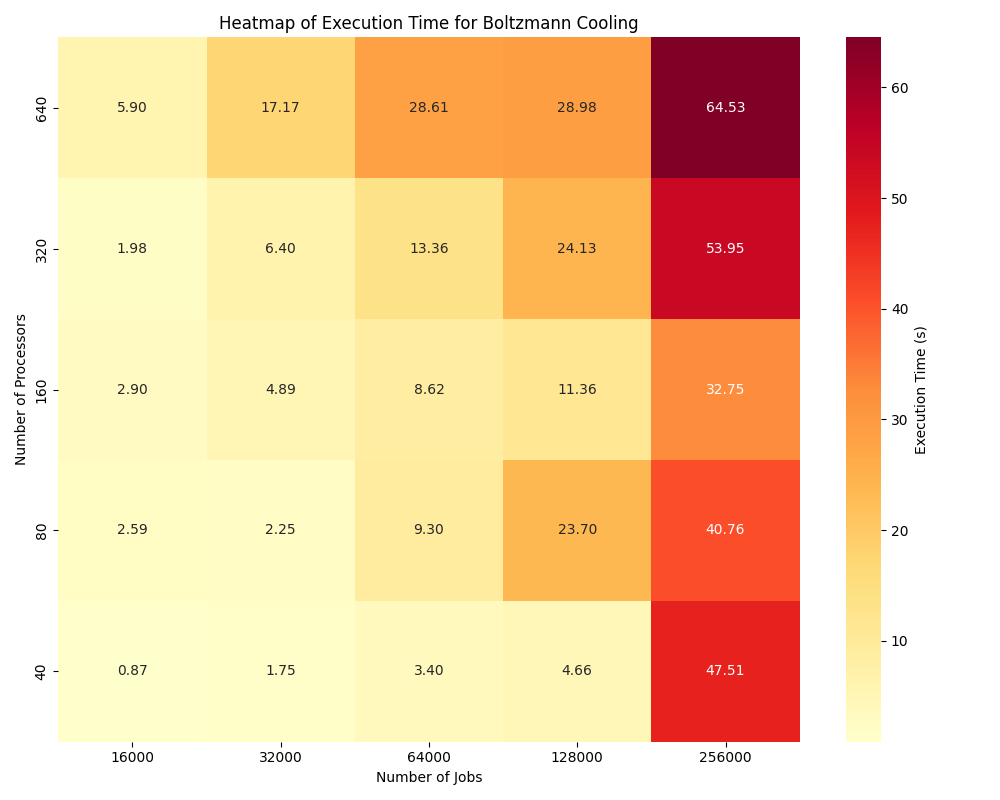 Heatmap of Execution Time for Boltzmann Cooling
640 5.90 17.17 28.61 28.98 64.53
320 1.98 6.40 13.36 24.13 53.95
160 2.90 4.89 8.62 11.36 32.75
80 2.59 2.25 9.30 23.70 40.76
40 0.87 1.75 3.40 4.66 47.51
16000 32000 64000 128000 256000
Number of Jobs
Number of Processors
60
50
40
30
20
10
Execution Time (s)